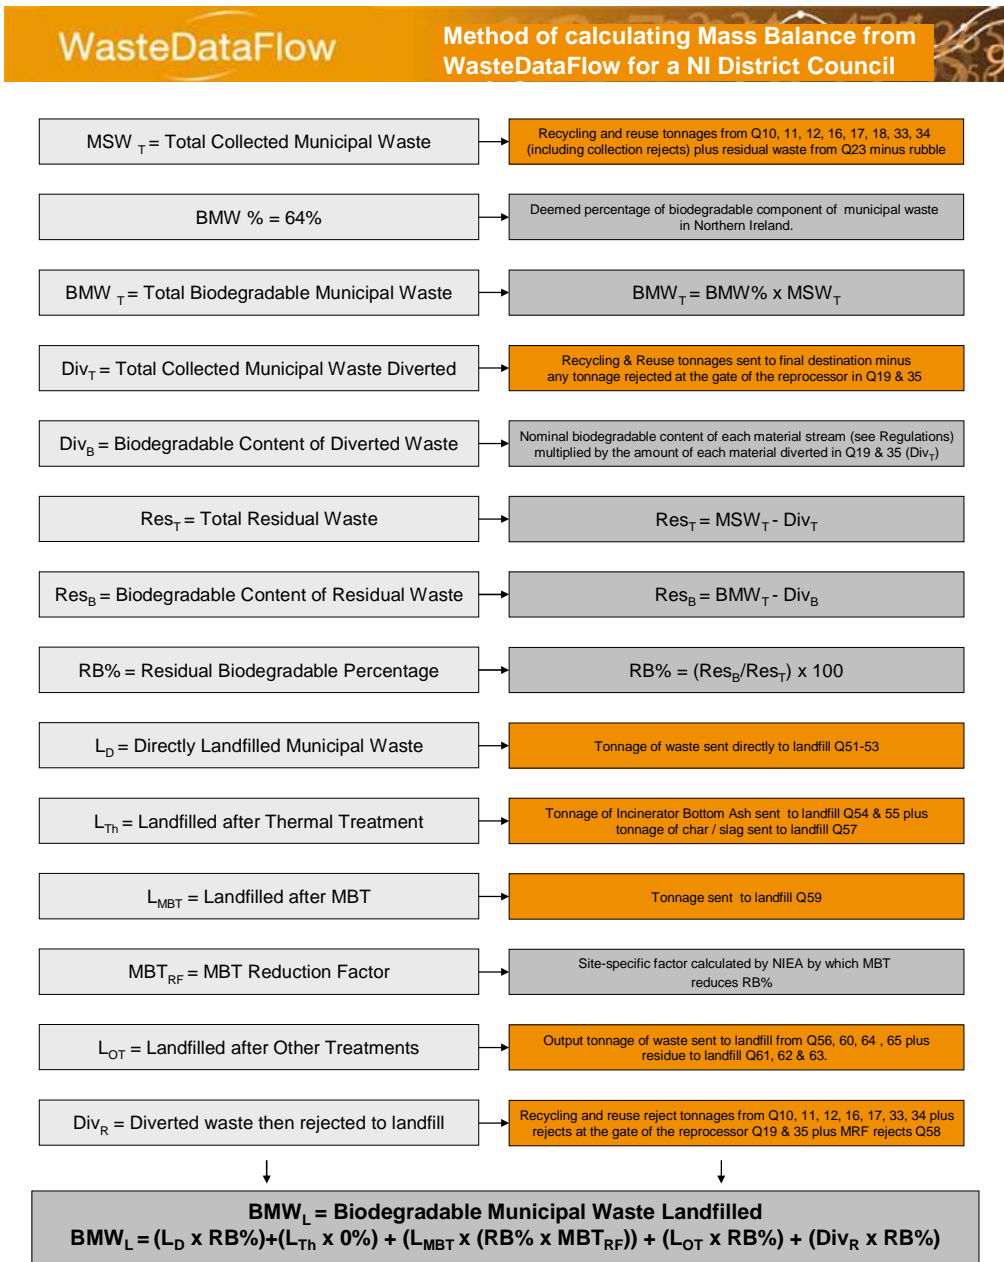 WasteDataFlow
Method of calculating Mass Balance from
WasteDataFlow for a NI District Council
MSW T = Total Collected Municipal Waste
Recycling and reuse tonnages from Q10, 11, 12, 16, 17, 18, 33, 34
(including collection rejects) plus residual waste from Q23 minus rubble
BMW % = 64%
Deemed percentage of biodegradable component of municipal waste
in Northern Ireland.
BMW T = Total Biodegradable Municipal Waste
BMWT = BMW% x MSWT
DivT = Total Collected Municipal Waste Diverted
Recycling & Reuse tonnages sent to final destination minus
any tonnage rejected at the gate of the reprocessor in Q19 & 35
DivB = Biodegradable Content of Diverted Waste
Nominal biodegradable content of each material stream (see Regulations)
multiplied by the amount of each material diverted in Q19 & 35 (DivT)
ResT = Total Residual Waste
ResT = MSWT - DivT
ResB = Biodegradable Content of Residual Waste
ResB = BMWT - DivB
RB% = Residual Biodegradable Percentage
RB% = (ResB/ResT) x 100
LD = Directly Landfilled Municipal Waste
Tonnage of waste sent directly to landfill Q51-53
LTh = Landfilled after Thermal Treatment
Tonnage of Incinerator Bottom Ash sent to landfill Q54 & 55 plus
tonnage of char / slag sent to landfill Q57
LMBT = Landfilled after MBT
Tonnage sent to landfill Q59
MBTRF = MBT Reduction Factor
Site-specific factor calculated by NIEA by which MBT
reduces RB%
LOT = Landfilled after Other Treatments
Output tonnage of waste sent to landfill from Q56, 60, 64 , 65 plus
residue to landfill Q61, 62 & 63.
DivR = Diverted waste then rejected to landfill
Recycling and reuse reject tonnages from Q10, 11, 12, 16, 17, 33, 34 plus
rejects at the gate of the reprocessor Q19 & 35 plus MRF rejects Q58
BMWL = Biodegradable Municipal Waste Landfilled
BMWL = (LD x RB%)+(LTh x 0%) + (LMBT x (RB% x MBTRF)) + (LOT x RB%) + (DivR x RB%)